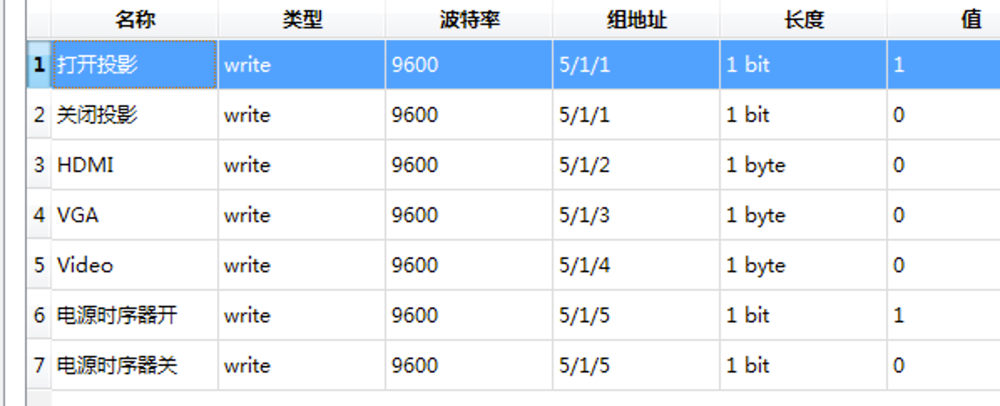 名称 类型 波特率 组地址 长度 值
1 打开投影 write 9600 5/1/1 1 bit 1
2 关闭投影 write 9600 5/1/1 1 bit 0
3 HDMI write 9600 5/1/2 1 byte 0
4 VGA write 9600 5/1/3 1 byte 0
5 Video write 9600 5/1/4 1 byte 0
6 电源时序器开 write 9600 5/1/5 1 bit 1
7 电源时序器关 write 9600 5/1/5 1 bit 0